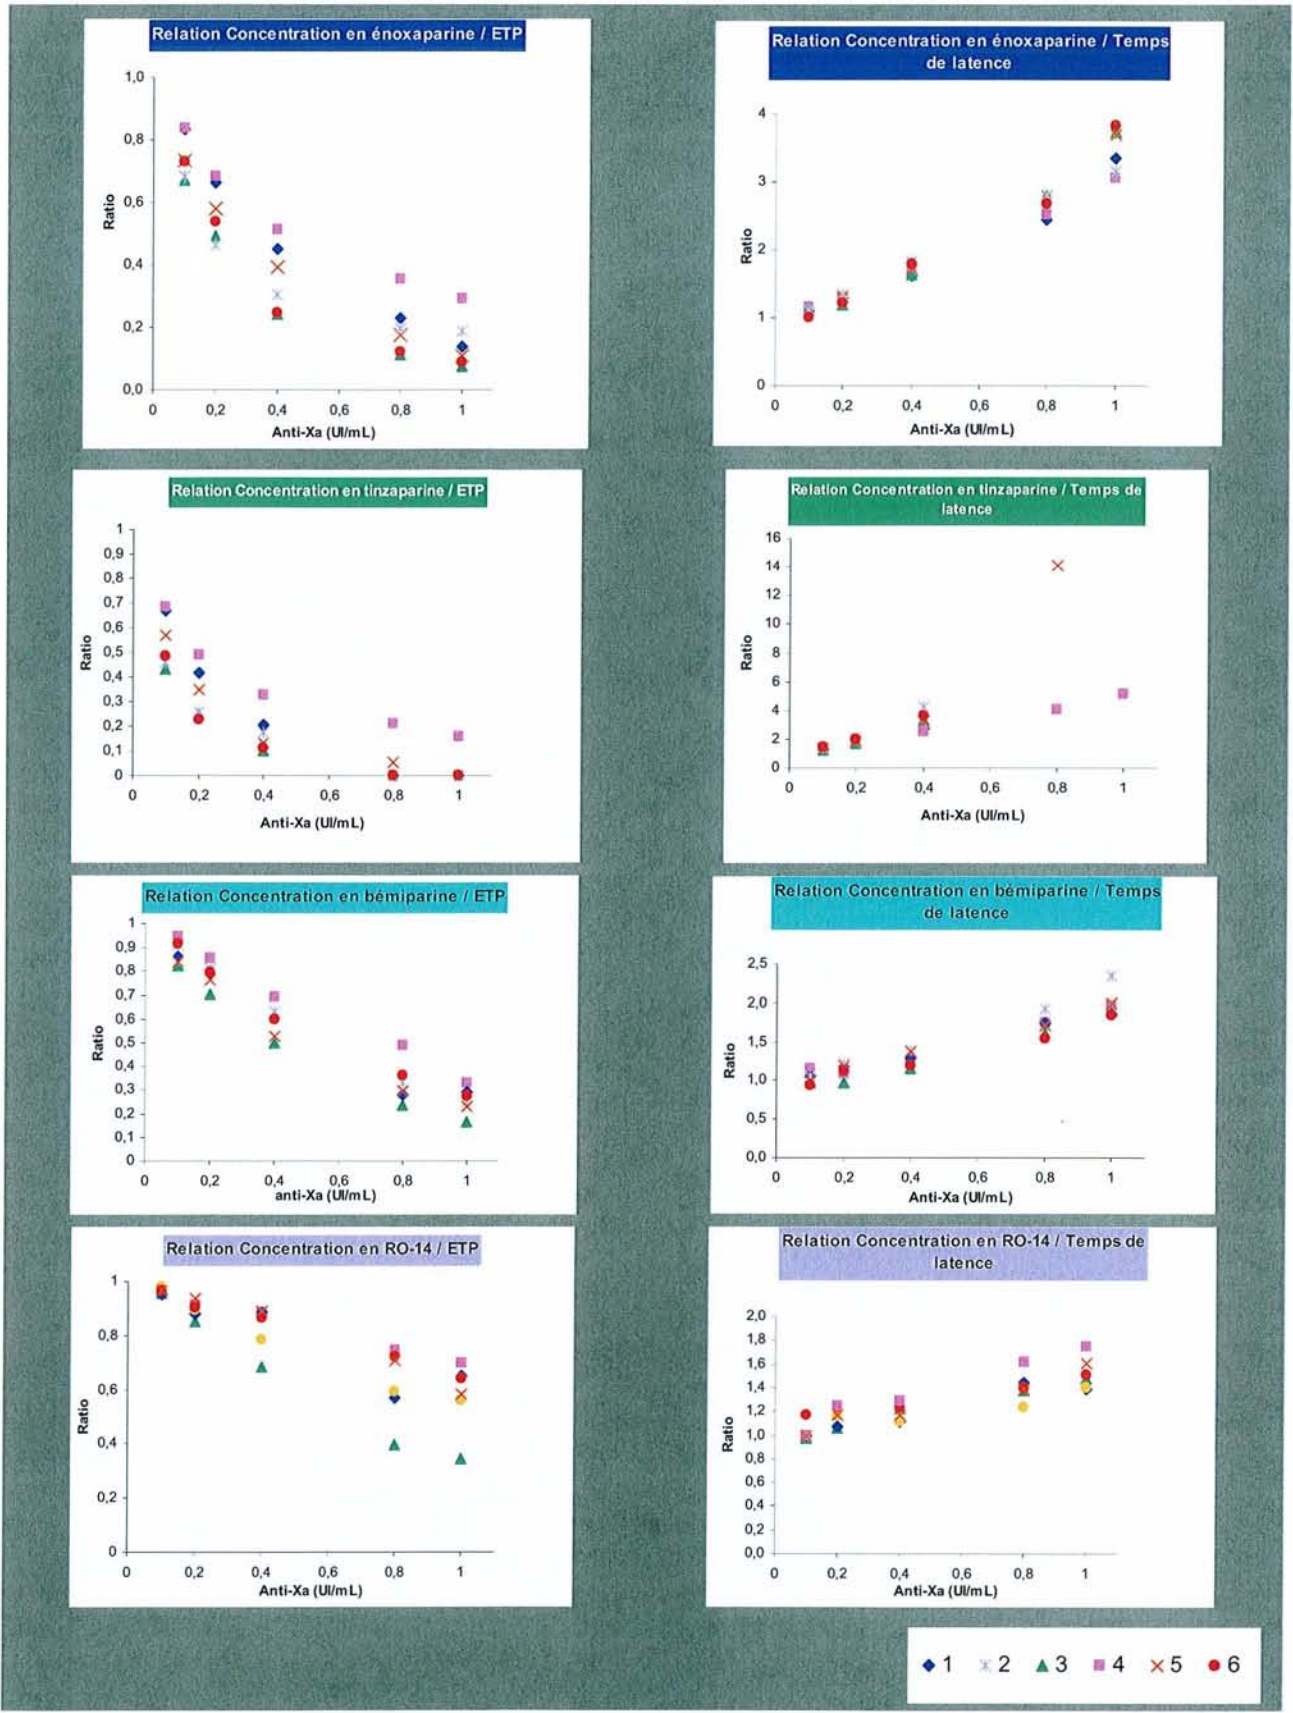 Relation Concentration en énoxaparine / ETP
1,0
0,8
0,6
0,4
0,2
0,0
Ratio
0 0,2 0,4 0,6 0,8 1
Anti-Xa (UI/mL)
Relation Concentration en énoxaparine / Temps
de latence
4
3
2
1
0
Ratio
0 0,2 0,4 0,6 0,8 1
Anti-Xa (UI/mL)
Relation Concentration en tinzaparine / ETP
1
0,9
0,8
0,7
0,6
0,5
0,4
0,3
0,2
0,1
0
Ratio
0 0,2 0,4 0,6 0,8 1
Anti-Xa (UI/mL)
Relation Concentration en tinzaparine / Temps de
latence
16
14
12
10
8
6
4
2
0
Ratio
0 0,2 0,4 0,6 0,8 1
Anti-Xa (UI/mL)
Relation Concentration en bémiparine / ETP
1
0,9
0,8
0,7
0,6
0,5
0,4
0,3
0,2
0,1
0
Ratio
0 0,2 0,4 0,6 0,8 1
anti-Xa (UI/mL)
Relation Concentration en bémiparine / Temps
de latence
2,5
2,0
1,5
1,0
0,5
0,0
Ratio
0 0,2 0,4 0,6 0,8 1
Anti-Xa (UI/mL)
Relation Concentration en RO-14 / ETP
1
0,8
0,6
0,4
0,2
0
Ratio
0 0,2 0,4 0,6 0,8 1
Anti-Xa (UI/mL)
Relation Concentration en RO-14 / Temps de
latence
2,0
1,8
1,6
1,4
1,2
1,0
0,8
0,6
0,4
0,2
0,0
Ratio
0 0,2 0,4 0,6 0,8 1
Anti-Xa (UI/mL)
1 2 3 4 5 6